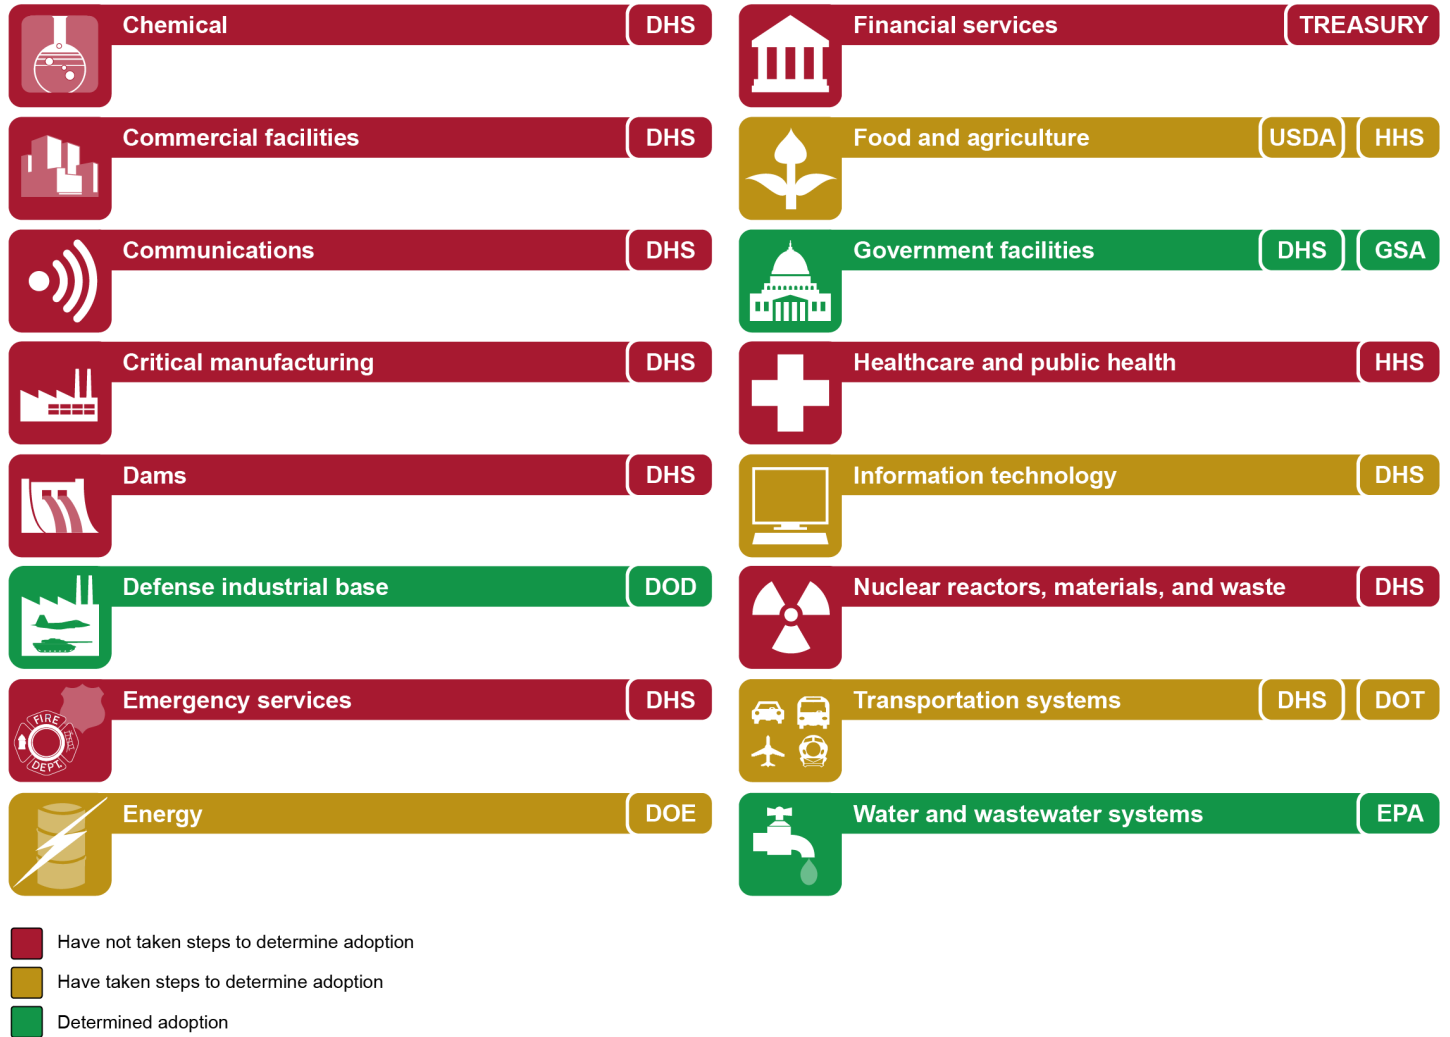 Chemical DHS
Commercial facilities DHS
Communications DHS
Critical manufacturing DHS
Dams DHS
Defense industrial base DOD
FIRE
DEPT.
Emergency services DHS
Energy DOE
Financial services TREASURY
Food and agriculture USDA HHS
Government facilities DHS GSA
Healthcare and public health HHS
Information technology DHS
Nuclear reactors, materials, and waste DHS
Transportation systems DHS DOT
Water and wastewater systems EPA
Have not taken steps to determine adoption
Have taken steps to determine adoption
Determined adoption